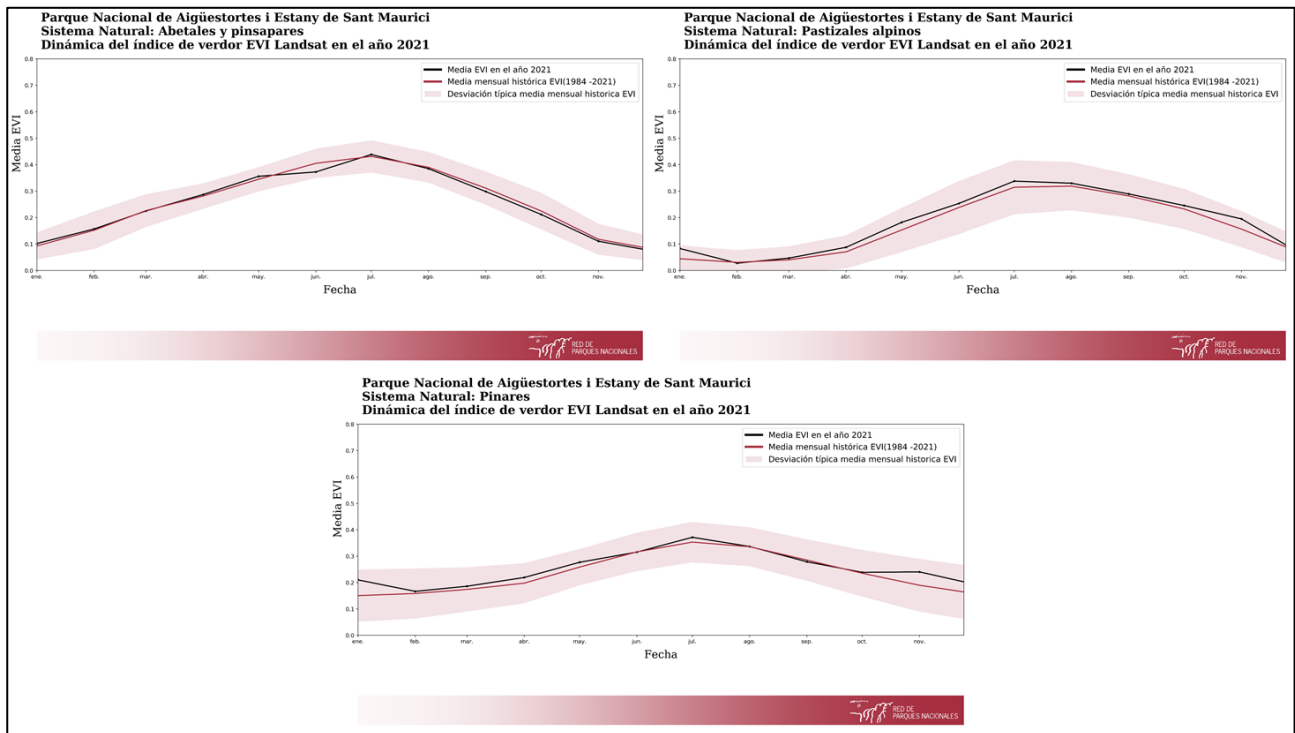 Parque Nacional de Aigüestortes i Estany de Sant Maurici
Sistema Natural: Abetales y pinsapares
Dinámica del índice de verdor EVI Landsat en el año 2021
Media EVI en el año 2021
Media mensual histórica EVI(1984 -2021)
Desviación típica media mensual historica EVI
Media EVI
0.8
0.7
0.6
0.5
0.4
0.3
0.2
0.1
0.0
ene. feb. mar. abr. may. jun. jul. ago. sep. oct. nov.
Fecha
RED DE
PARQUES NACIONALES
Parque Nacional de Aigüestortes i Estany de Sant Maurici
Sistema Natural: Pastizales alpinos
Dinámica del índice de verdor EVI Landsat en el año 2021
Media EVI en el año 2021
Media mensual histórica EVI(1984 -2021)
Desviación típica media mensual historica EVI
Media EVI
0.8
0.7
0.6
0.5
0.4
0.3
0.2
0.1
0.0
ene. feb. mar. abr. may. jun. jul. ago. sep. oct. nov.
Fecha
RED DE
PARQUES NACIONALES
Parque Nacional de Aigüestortes i Estany de Sant Maurici
Sistema Natural: Pinares
Dinámica del índice de verdor EVI Landsat en el año 2021
Media EVI en el año 2021
Media mensual histórica EVI(1984 -2021)
Desviación típica media mensual historica EVI
Media EVI
0.8
0.7
0.6
0.5
0.4
0.3
0.2
0.1
0.0
ene. feb. mar. abr. may. jun. jul. ago. sep. oct. nov.
Fecha
RED DE
PARQUES NACIONALES